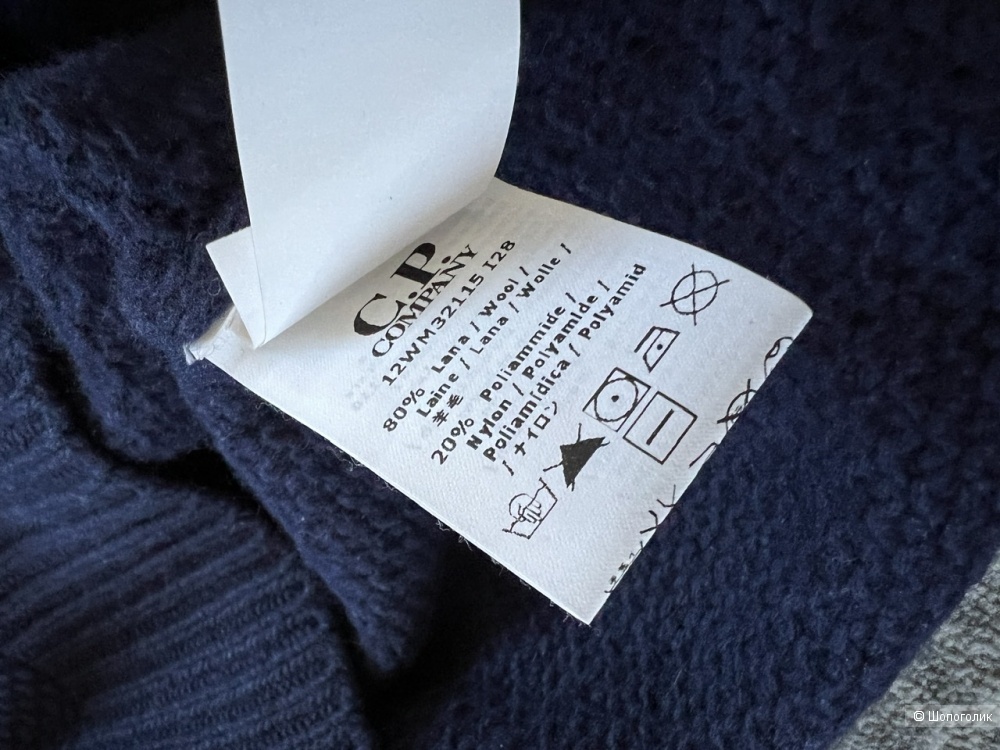 C.P.
COMPANY
12WM32115 I28
80% Lana / Wool /
Laine / Lana / Wolle /
羊毛
20% Poliammide /
Nylon / Polyamide /
Poliamídica / Polyamid
/ ナイロン
© Шопоголик